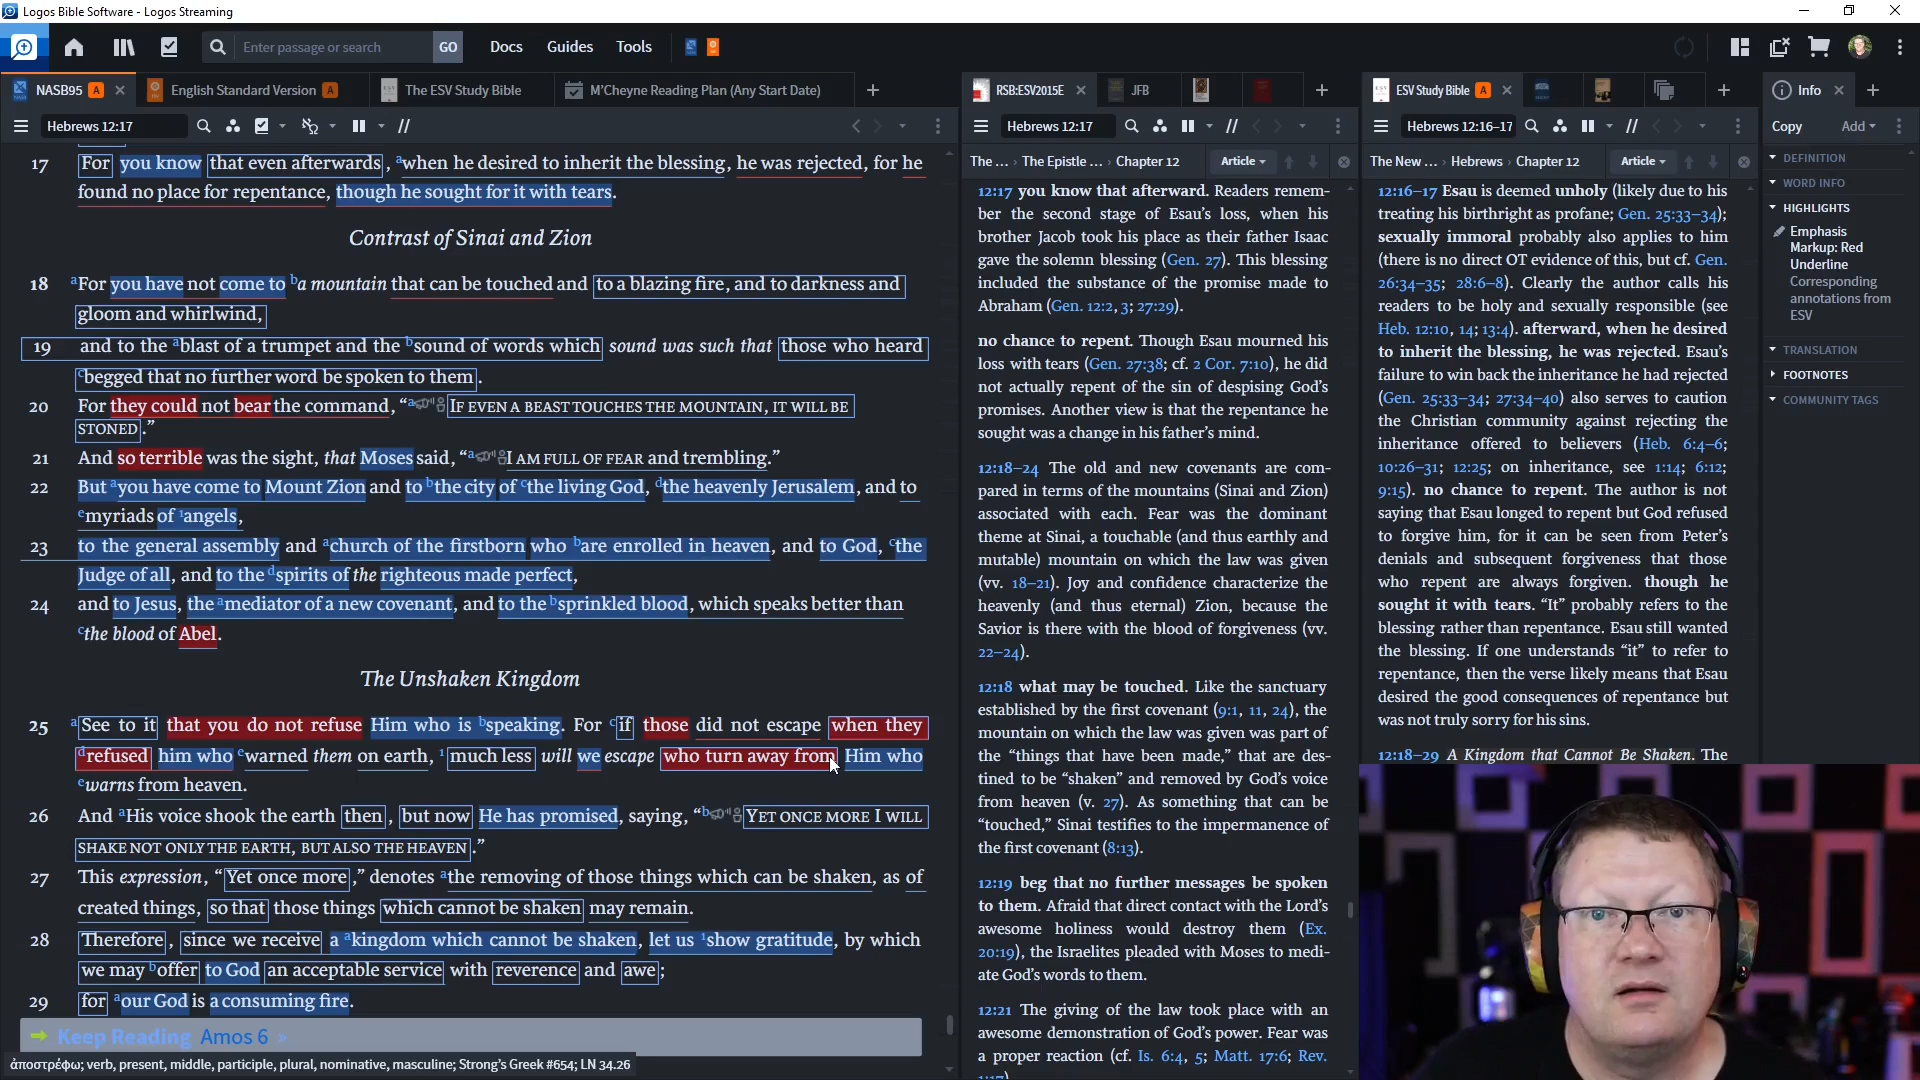 Logos Bible Software - Logos Streaming
Enter passage or search GO Docs Guides Tools
NASB95 A English Standard Version A The ESV Study Bible M'Cheyne Reading Plan (Any Start Date)
Hebrews 12:17 //
17 For you know that even afterwards, a when he desired to inherit the blessing, he was rejected, for he
found no place for repentance, though he sought for it with tears.
Contrast of Sinai and Zion
18 a For you have not come to b a mountain that can be touched and to a blazing fire, and to darkness and
gloom and whirlwind,
19 and to the a blast of a trumpet and the b sound of words which sound was such that those who heard
c begged that no further word be spoken to them.
20 For they could not bear the command, “a IF EVEN A BEAST TOUCHES THE MOUNTAIN, IT WILL BE
STONED.”
21 And so terrible was the sight, that Moses said, “a I AM FULL OF FEAR and trembling.”
22 But a you have come to Mount Zion and to b the city of c the living God, d the heavenly Jerusalem, and to
e myriads of 1 angels,
23 to the general assembly and a church of the firstborn who b are enrolled in heaven, and to God, c the
Judge of all, and to the d spirits of the righteous made perfect,
24 and to Jesus, the a mediator of a new covenant, and to the b sprinkled blood, which speaks better than
c the blood of Abel.
The Unshaken Kingdom
25 a See to it that you do not refuse Him who is b speaking. For c if those did not escape when they
d refused him who e warned them on earth, 1 much less will we escape who turn away from Him who
e warns from heaven.
26 And a His voice shook the earth then, but now He has promised, saying, “b YET ONCE MORE I WILL
SHAKE NOT ONLY THE EARTH, BUT ALSO THE HEAVEN.”
27 This expression, “Yet once more,” denotes a the removing of those things which can be shaken, as of
created things, so that those things which cannot be shaken may remain.
28 Therefore, since we receive a a kingdom which cannot be shaken, let us 1 show gratitude, by which
we may b offer to God an acceptable service with reverence and awe;
29 for a our God is a consuming fire.
Keep Reading Amos 6 »
ἀποστρέφω; verb, present, middle, participle, plural, nominative, masculine; Strong's Greek #654; LN 34.26
RSB:ESV2015E JFB
Hebrews 12:17 //
The ... › The Epistle ... › Chapter 12 Article
12:17 you know that afterward. Readers remem-
ber the second stage of Esau's loss, when his
brother Jacob took his place as their father Isaac
gave the solemn blessing (Gen. 27). This blessing
included the substance of the promise made to
Abraham (Gen. 12:2, 3; 27:29).
no chance to repent. Though Esau mourned his
loss with tears (Gen. 27:38; cf. 2 Cor. 7:10), he did
not actually repent of the sin of despising God's
promises. Another view is that the repentance he
sought was a change in his father's mind.
12:18–24 The old and new covenants are com-
pared in terms of the mountains (Sinai and Zion)
associated with each. Fear was the dominant
theme at Sinai, a touchable (and thus earthly and
mutable) mountain on which the law was given
(vv. 18–21). Joy and confidence characterize the
heavenly (and thus eternal) Zion, because the
Savior is there with the blood of forgiveness (vv.
22–24).
12:18 what may be touched. Like the sanctuary
established by the first covenant (9:1, 11, 24), the
mountain on which the law was given was part of
the “things that have been made,” that are des-
tined to be “shaken” and removed by God's voice
from heaven (v. 27). As something that can be
“touched,” Sinai testifies to the impermanence of
the first covenant (8:13).
12:19 beg that no further messages be spoken
to them. Afraid that direct contact with the Lord's
awesome holiness would destroy them (Ex.
20:19), the Israelites pleaded with Moses to medi-
ate God's words to them.
12:21 The giving of the law took place with an
awesome demonstration of God's power. Fear was
a proper reaction (cf. Is. 6:4, 5; Matt. 17:6; Rev.
ESV Study Bible A
Hebrews 12:16–17 //
The New ... › Hebrews › Chapter 12 Article
12:16–17 Esau is deemed unholy (likely due to his
treating his birthright as profane; Gen. 25:33–34);
sexually immoral probably also applies to him
(there is no direct OT evidence of this, but cf. Gen.
26:34–35; 28:6–8). Clearly the author calls his
readers to be holy and sexually responsible (see
Heb. 12:10, 14; 13:4). afterward, when he desired
to inherit the blessing, he was rejected. Esau's
failure to win back the inheritance he had rejected
(Gen. 25:33–34; 27:34–40) also serves to caution
the Christian community against rejecting the
inheritance offered to believers (Heb. 6:4–6;
10:26–31; 12:25; on inheritance, see 1:14; 6:12;
9:15). no chance to repent. The author is not
saying that Esau longed to repent but God refused
to forgive him, for it can be seen from Peter's
denials and subsequent forgiveness that those
who repent are always forgiven. though he
sought it with tears. “It” probably refers to the
blessing rather than repentance. Esau still wanted
the blessing. If one understands “it” to refer to
repentance, then the verse likely means that Esau
desired the good consequences of repentance but
was not truly sorry for his sins.
12:18–29 A Kingdom that Cannot Be Shaken. The
Info
Copy Add
DEFINITION
WORD INFO
HIGHLIGHTS
Emphasis
Markup: Red
Underline
Corresponding
annotations from
ESV
TRANSLATION
FOOTNOTES
COMMUNITY TAGS